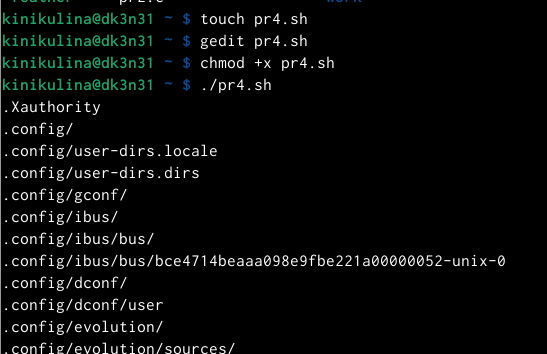 kinikulina@dk3n31 ~ $ touch pr4.sh
kinikulina@dk3n31 ~ $ gedit pr4.sh
kinikulina@dk3n31 ~ $ chmod +x pr4.sh
kinikulina@dk3n31 ~ $ ./pr4.sh
.Xauthority
.config/
.config/user-dirs.locale
.config/user-dirs.dirs
.config/gconf/
.config/ibus/
.config/ibus/bus/
.config/ibus/bus/bce4714beaaa098e9fbe221a00000052-unix-0
.config/dconf/
.config/dconf/user
.config/evolution/
.config/evolution/sources/